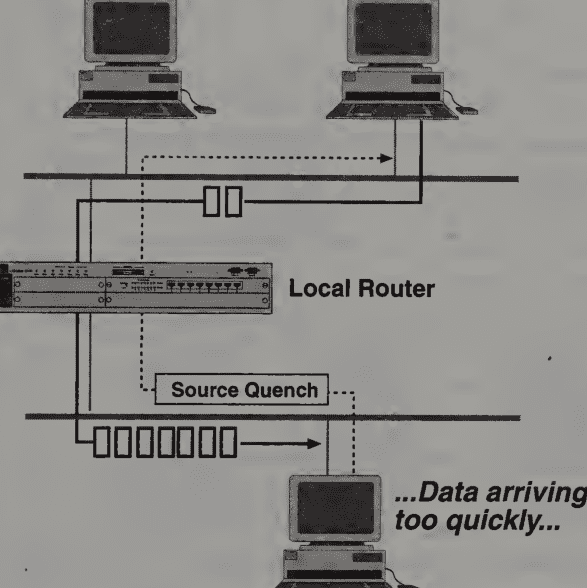 Local Router
Source Quench
...Data arriving
too quickly...